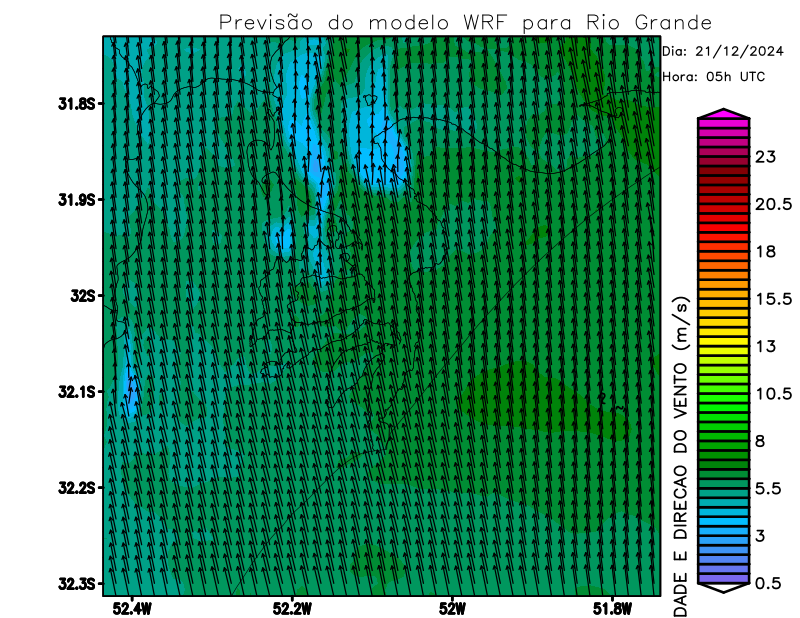 Previsão do modelo WRF para Rio Grande
Dia: 21/12/2024
Hora: 05h UTC
31.8S
31.9S
32S
32.1S
32.2S
32.3S
52.4W
52.2W
52W
51.8W
23
20.5
18
15.5
13
10.5
8
5.5
3
0.5
DADE E DIRECAO DO VENTO (m/s)